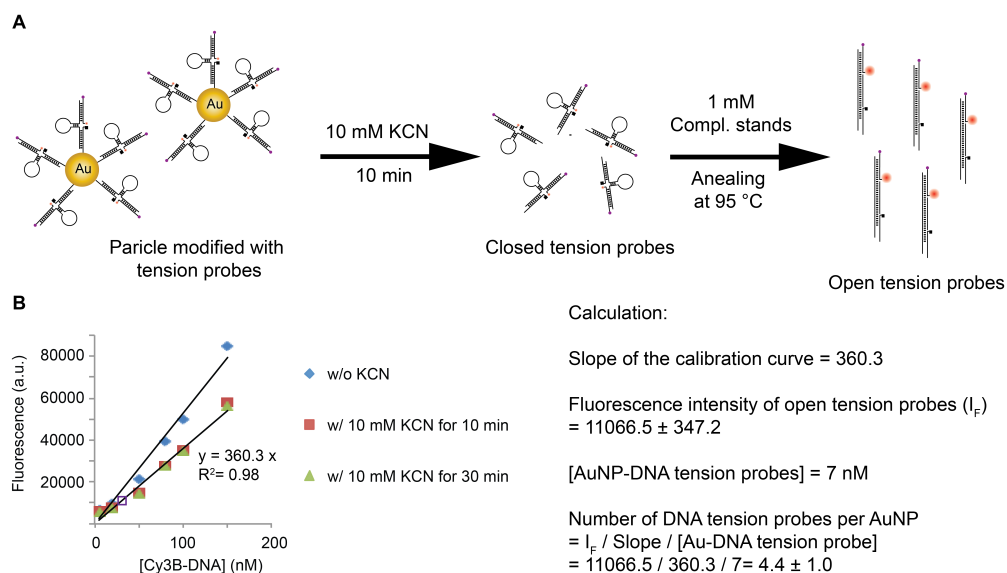 A
Au
Au
10 mM KCN
10 min
1 mM
Compl. stands
Anealing
at 95 °C
Paricle modified with
tension probes
Closed tension probes
Open tension probes
B
Fluorescence (a.u.)
80000
60000
40000
20000
0
100
200
[Cy3B-DNA] (nM)
y = 360.3 x
R²= 0.98
w/o KCN
w/ 10 mM KCN for 10 min
w/ 10 mM KCN for 30 min
Calculation:
Slope of the calibration curve = 360.3
Fluorescence intensity of open tension probes (I_F)
= 11066.5 ± 347.2
[AuNP-DNA tension probes] = 7 nM
Number of DNA tension probes per AuNP
= I_F / Slope / [Au-DNA tension probe]
= 11066.5 / 360.3 / 7= 4.4 ± 1.0